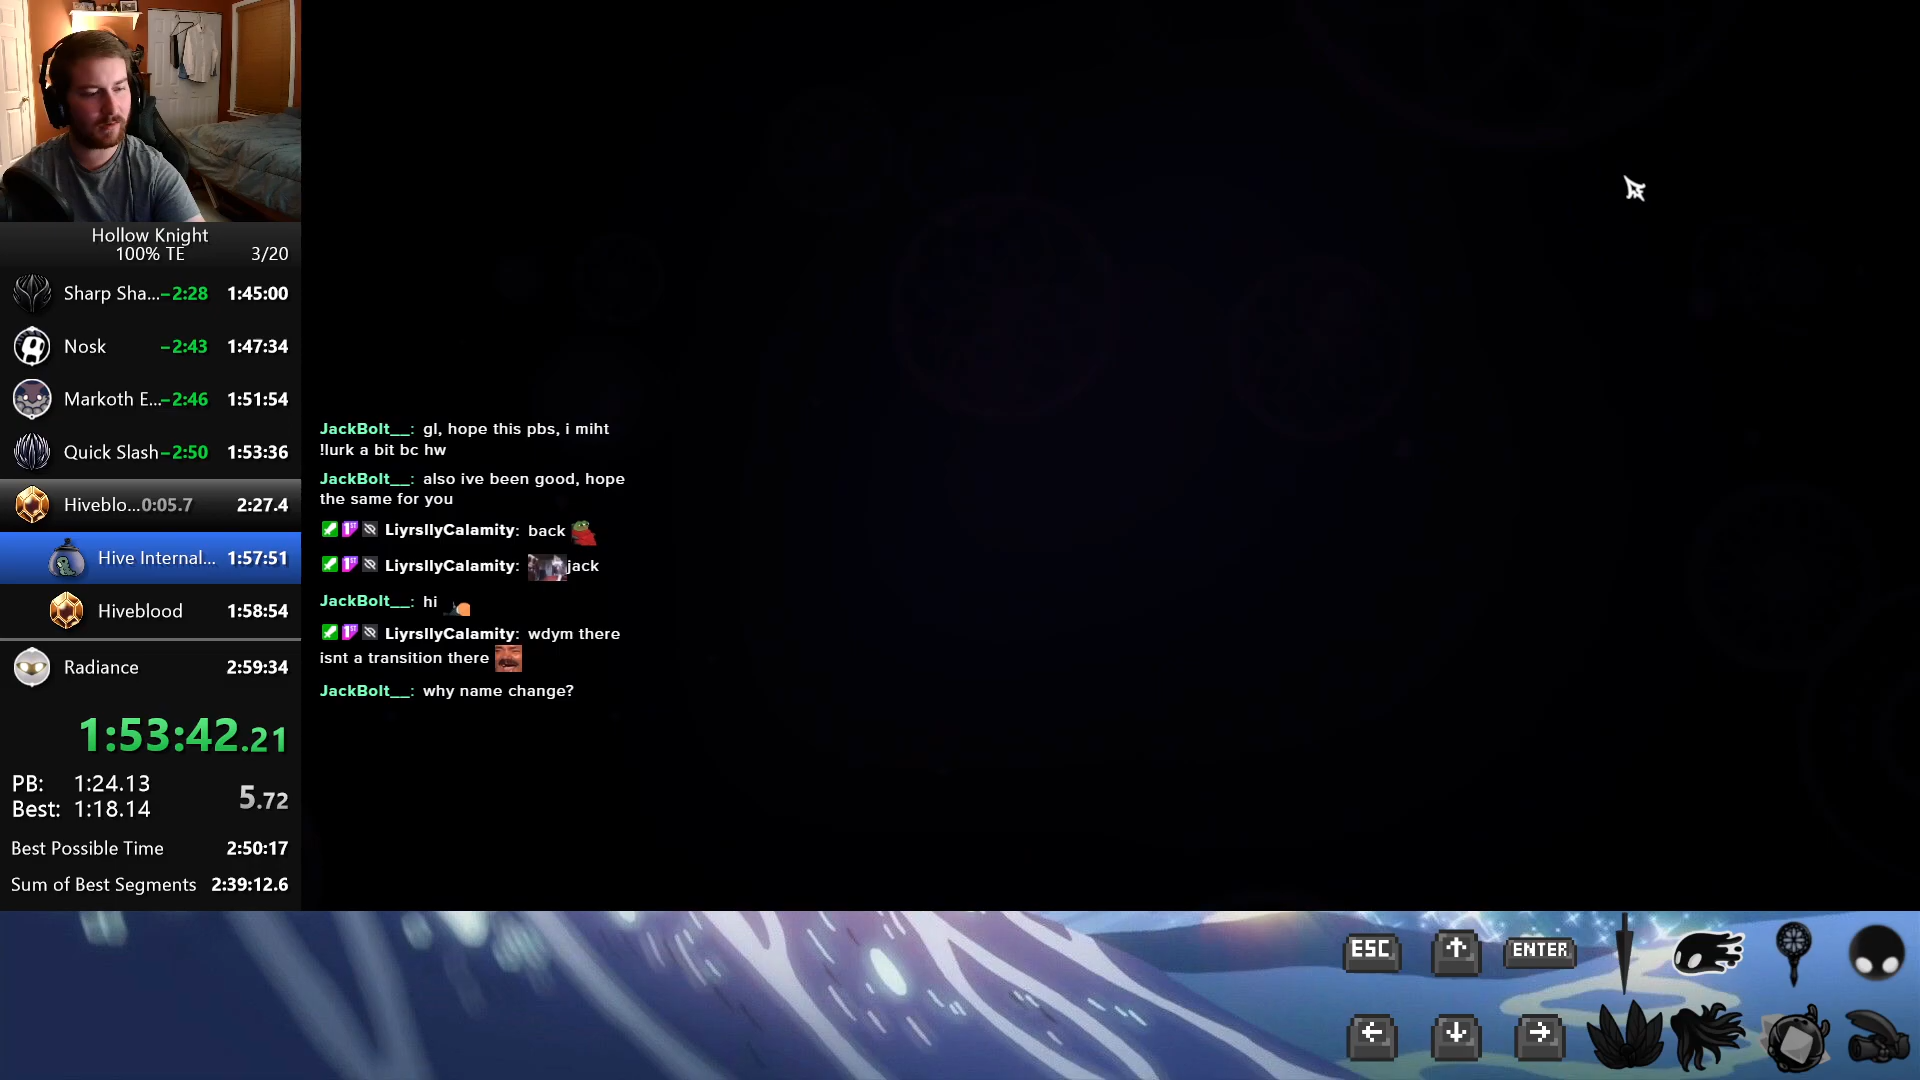 Hollow Knight
100% TE 3/20
Sharp Sha... −2:28 1:45:00
Nosk −2:43 1:47:34
Markoth E... −2:46 1:51:54
Quick Slash −2:50 1:53:36
Hiveblo... 0:05.7 2:27.4
Hive Internal... 1:57:51
Hiveblood 1:58:54
Radiance 2:59:34
1:53:42.21
PB: 1:24.13
Best: 1:18.14
5.72
Best Possible Time 2:50:17
Sum of Best Segments 2:39:12.6
JackBolt__: gl, hope this pbs, i miht
!lurk a bit bc hw
JackBolt__: also ive been good, hope
the same for you
LiyrsllyCalamity: back
LiyrsllyCalamity: jack
JackBolt__: hi
LiyrsllyCalamity: wdym there
isnt a transition there
JackBolt__: why name change?
ESC ↑ ENTER
← ↓ →